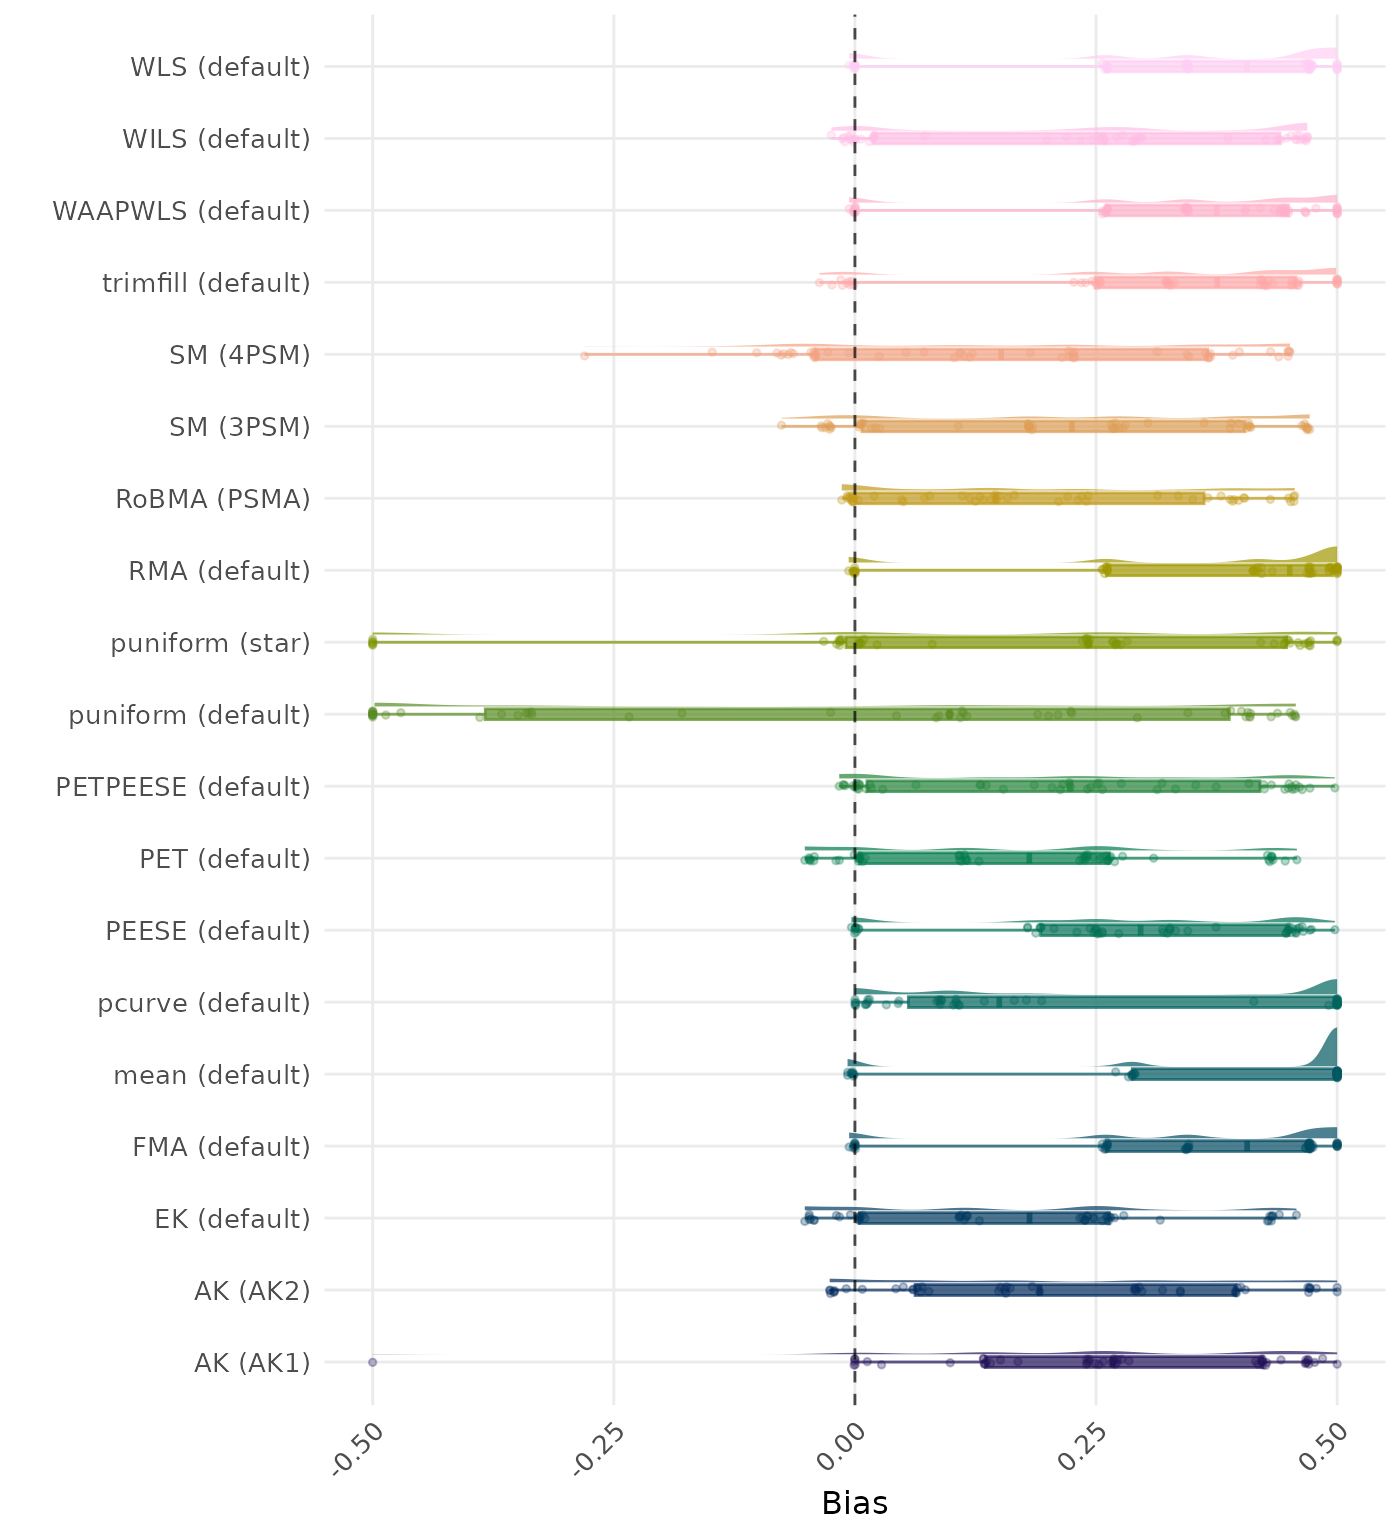 WLS (default)
WILS (default)
WAAPWLS (default)
trimfill (default)
SM (4PSM)
SM (3PSM)
RoBMA (PSMA)
RMA (default)
puniform (star)
puniform (default)
PETPEESE (default)
PET (default)
PEESE (default)
pcurve (default)
mean (default)
FMA (default)
EK (default)
AK (AK2)
AK (AK1)
-0.50
-0.25
0.00
0.25
0.50
Bias